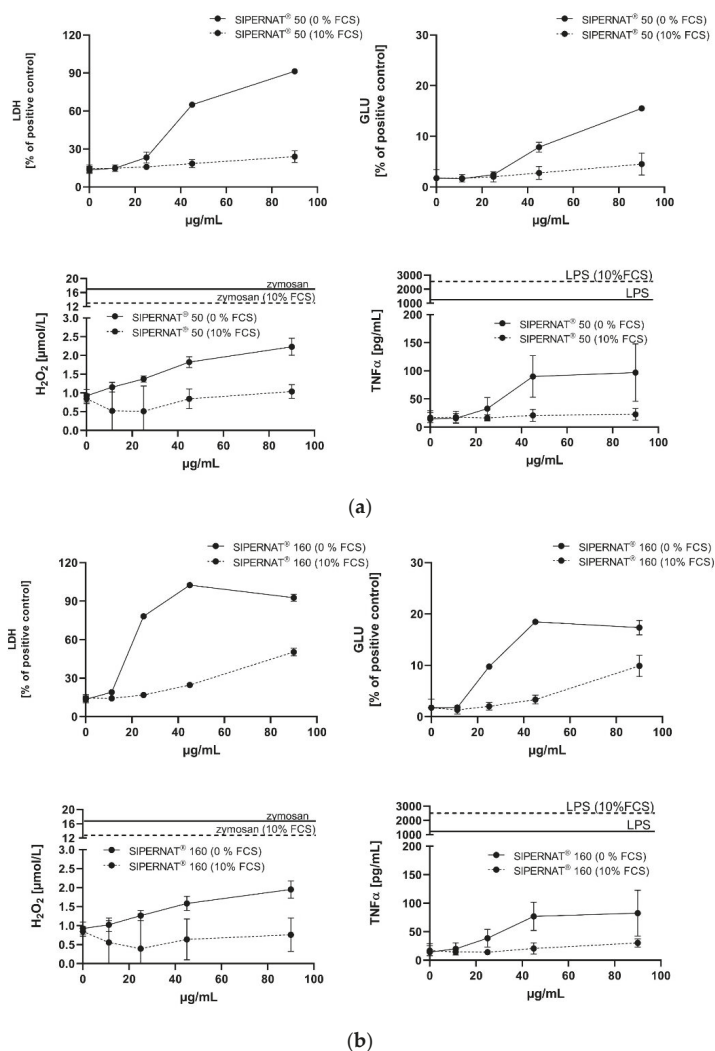 SIPERNAT® 50 (0 % FCS)
SIPERNAT® 50 (10% FCS)
LDH
[% of positive control]
120
90
60
30
0
0 20 40 60 80 100
µg/mL
SIPERNAT® 50 (0 % FCS)
SIPERNAT® 50 (10% FCS)
GLU
[% of positive control]
30
20
10
0
0 20 40 60 80 100
µg/mL
20
16
12
zymosan
zymosan (10% FCS)
SIPERNAT® 50 (0 % FCS)
SIPERNAT® 50 (10% FCS)
H₂O₂ [µmol/L]
3.0
2.5
2.0
1.5
1.0
0.5
0.0
0 20 40 60 80 100
µg/mL
3000
2000
1000
LPS (10%FCS)
LPS
SIPERNAT® 50 (0 % FCS)
SIPERNAT® 50 (10% FCS)
TNFα [pg/mL]
200
150
100
50
0
0 20 40 60 80 100
µg/mL
(a)
SIPERNAT® 160 (0 % FCS)
SIPERNAT® 160 (10% FCS)
LDH
[% of positive control]
120
90
60
30
0
0 20 40 60 80 100
µg/mL
SIPERNAT® 160 (0 % FCS)
SIPERNAT® 160 (10% FCS)
GLU
[% of positive control]
30
20
10
0
0 20 40 60 80 100
µg/mL
20
16
12
zymosan
zymosan (10% FCS)
SIPERNAT® 160 (0 % FCS)
SIPERNAT® 160 (10% FCS)
H₂O₂ [µmol/L]
3.0
2.5
2.0
1.5
1.0
0.5
0.0
0 20 40 60 80 100
µg/mL
3000
2000
1000
LPS (10%FCS)
LPS
SIPERNAT® 160 (0 % FCS)
SIPERNAT® 160 (10% FCS)
TNFα [pg/mL]
200
150
100
50
0
0 20 40 60 80 100
µg/mL
(b)